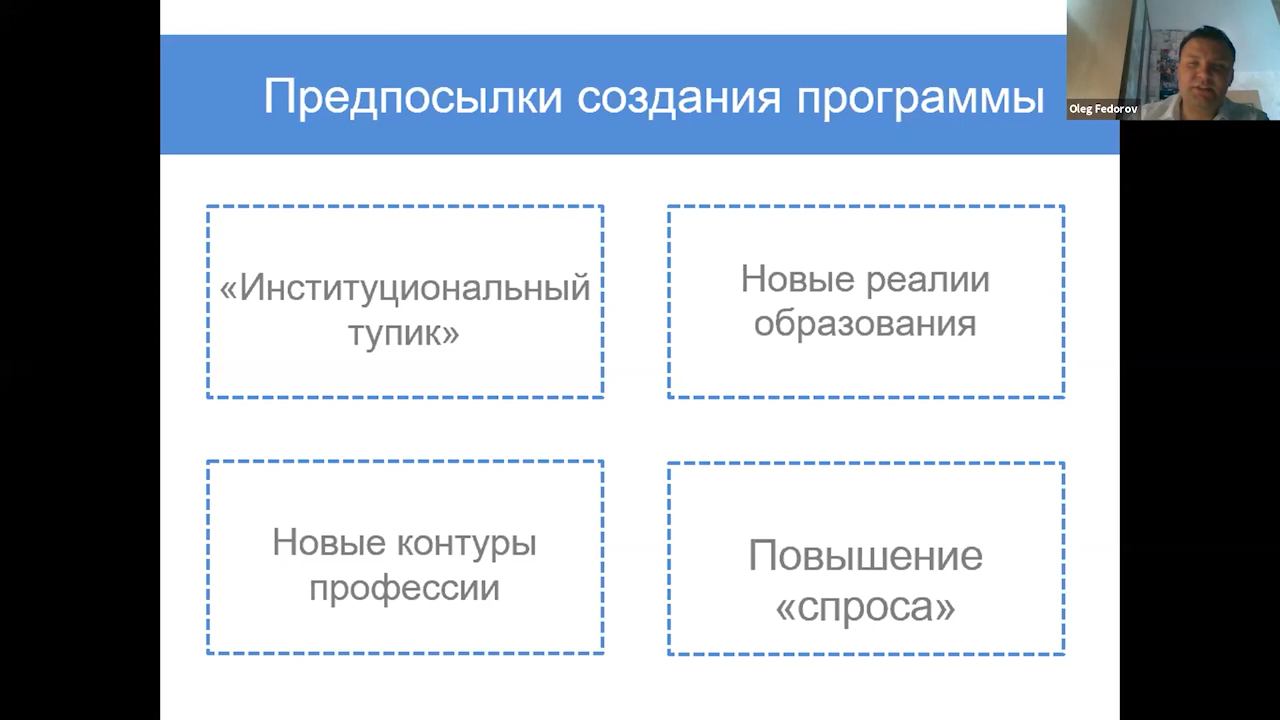 Предпосылки создания программы
Oleg Fedorov
«Институциональный
тупик»
Новые реалии
образования
Новые контуры
профессии
Повышение
«спроса»